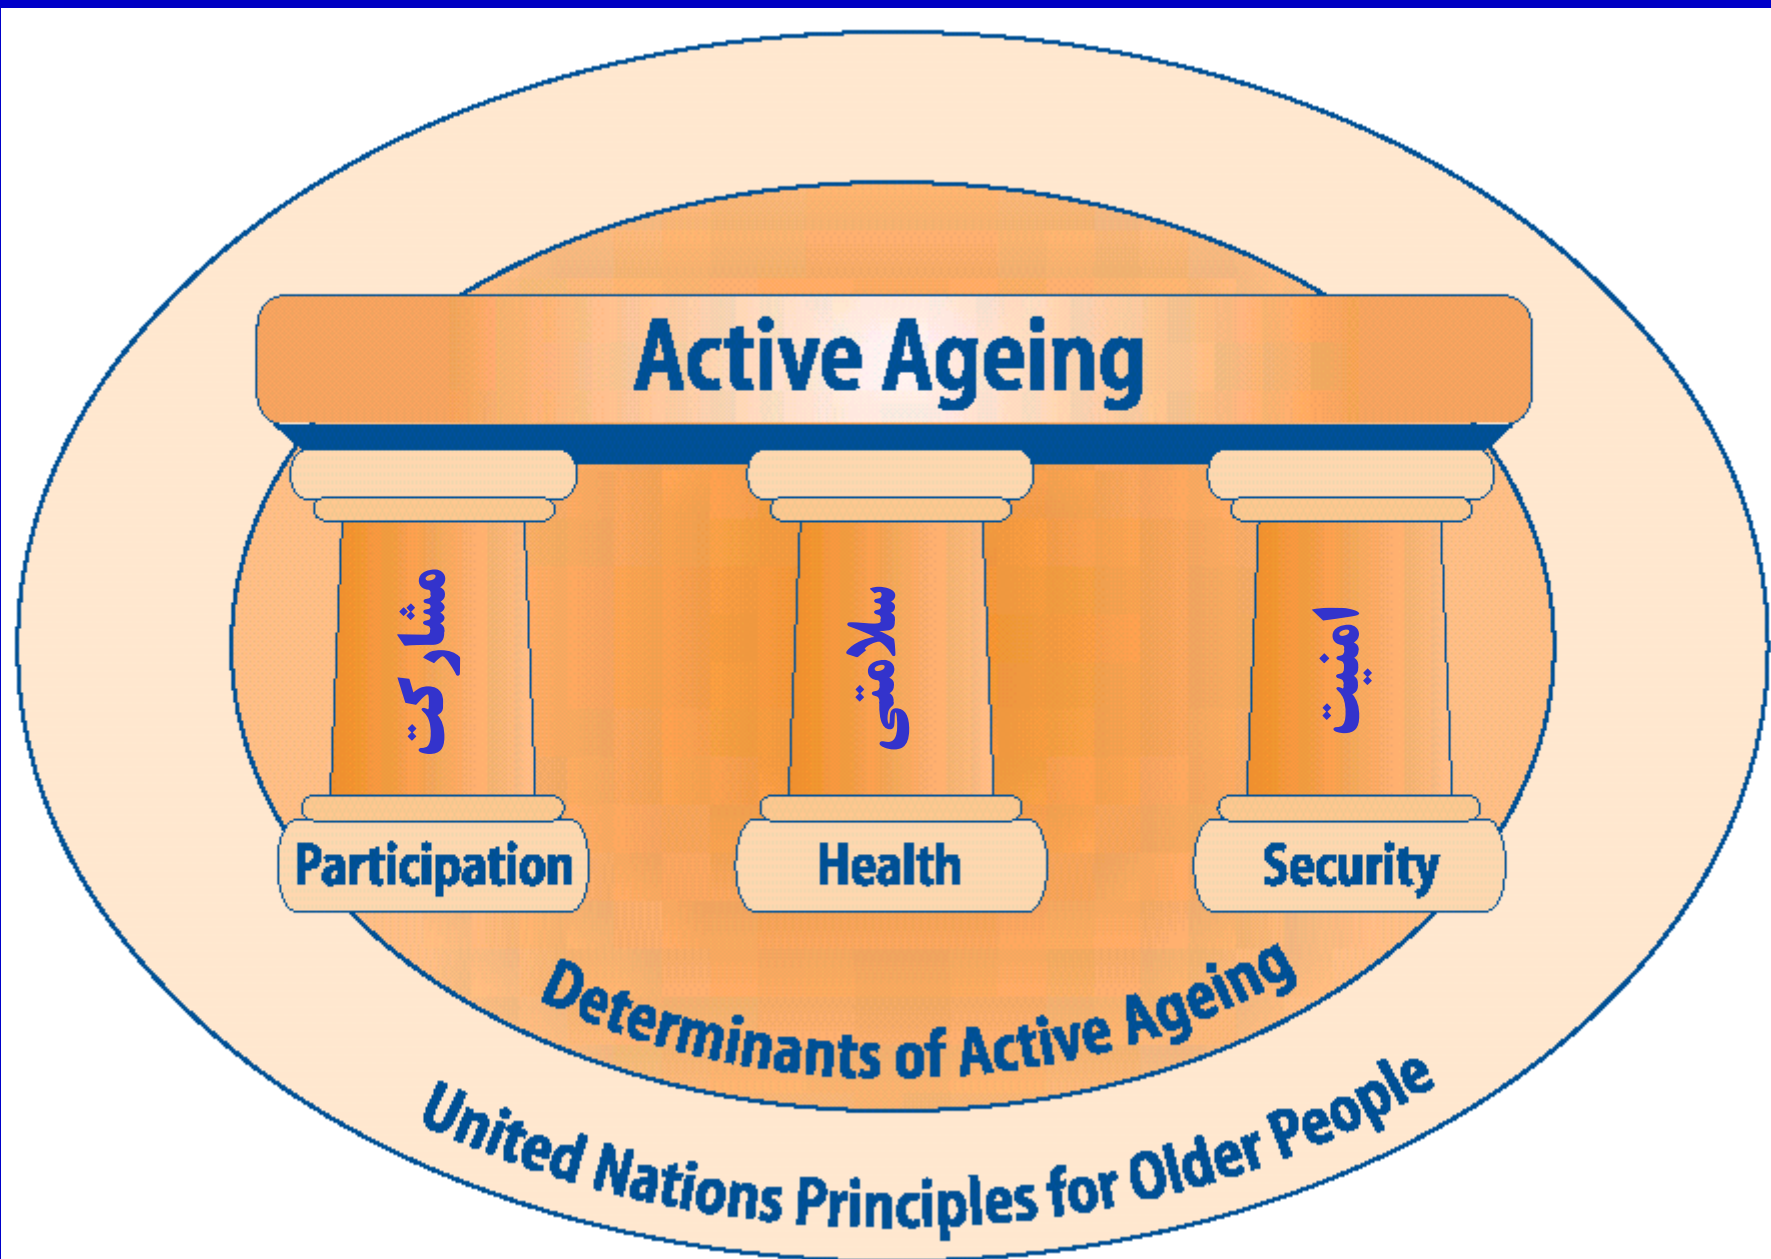 Active Ageing
مشارکت
سلامتی
امنیت
Participation
Health
Security
Determinants of Active Ageing
United Nations Principles for Older People